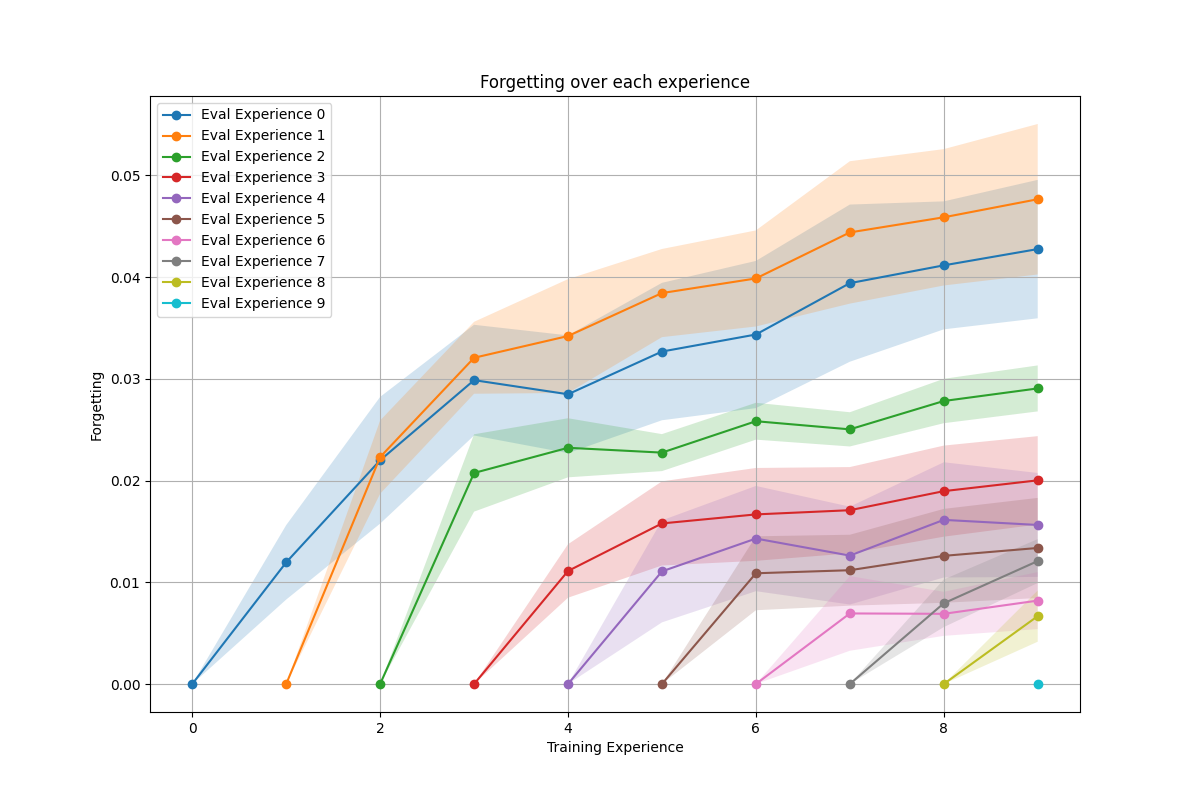 Forgetting over each experience
Eval Experience 0
Eval Experience 1
Eval Experience 2
Eval Experience 3
Eval Experience 4
Eval Experience 5
Eval Experience 6
Eval Experience 7
Eval Experience 8
Eval Experience 9
Forgetting
0.05
0.04
0.03
0.02
0.01
0.00
0 2 4 6 8
Training Experience